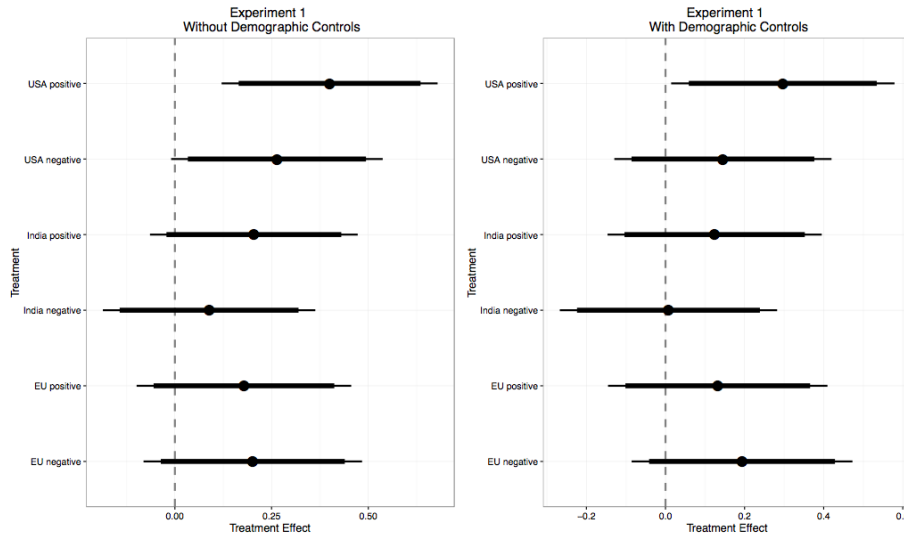 Experiment 1
Without Demographic Controls
USA positive
USA negative
India positive
India negative
EU positive
EU negative
Treatment
0.00
0.25
0.50
Treatment Effect
Experiment 1
With Demographic Controls
USA positive
USA negative
India positive
India negative
EU positive
EU negative
Treatment
−0.2
0.0
0.2
0.4
Treatment Effect